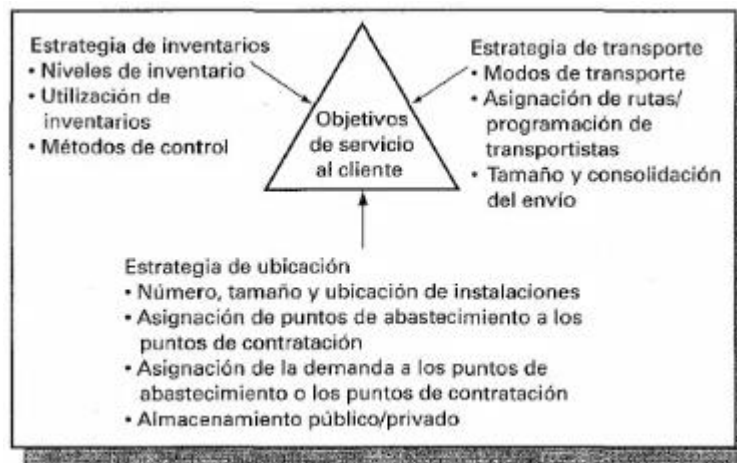 Estrategia de inventarios
• Niveles de inventario
• Utilización de
inventarios
• Métodos de control
Objetivos
de servicio
al cliente
Estrategia de transporte
• Modos de transporte
• Asignación de rutas/
programación de
transportistas
• Tamaño y consolidación
del envío
Estrategia de ubicación
• Número, tamaño y ubicación de instalaciones
• Asignación de puntos de abastecimiento a los
puntos de contratación
• Asignación de la demanda a los puntos de
abastecimiento o los puntos de contratación
• Almacenamiento público/privado